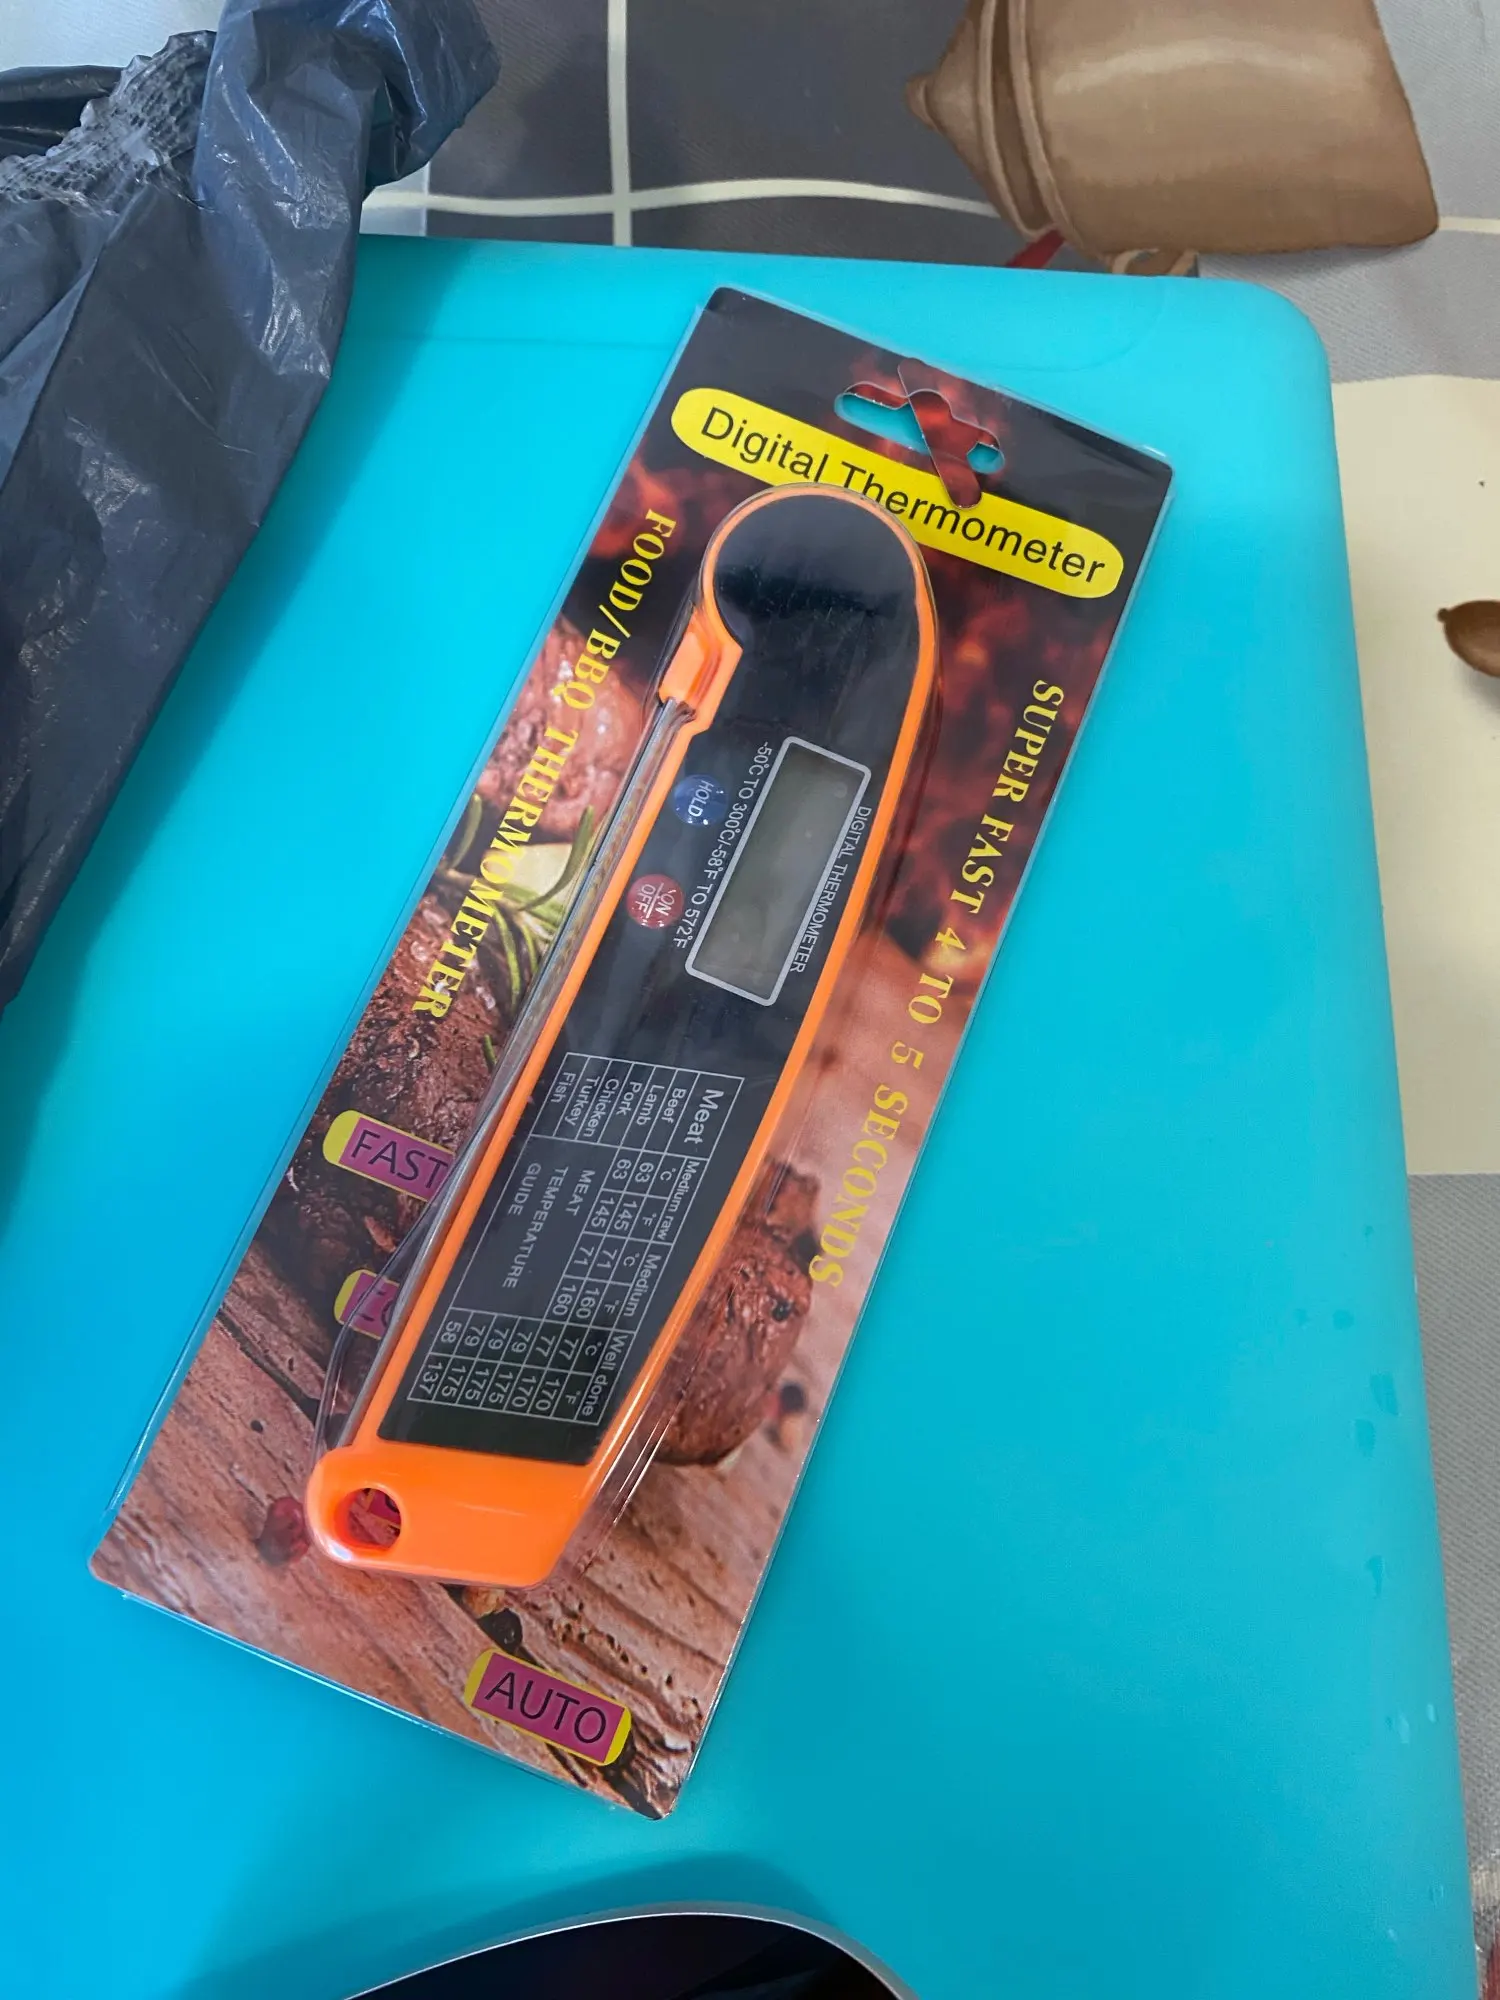 Digital Thermometer
FOOD/BBQ THERMOMETER
SUPER FAST 4 TO 5 SECONDS
DIGITAL THERMOMETER
-50°C TO 300°C/-58°F TO 572°F
HOLD
ON
OFF
Meat Medium raw Medium Well done
°C °F °C °F °C °F
Beef 63 145 71 160 77 170
Lamb 63 145 71 160 77 170
Pork 79 175
Chicken 79 175
Turkey 79 175
Fish 58 137
MEAT
TEMPERATURE
GUIDE
FAST
AUTO